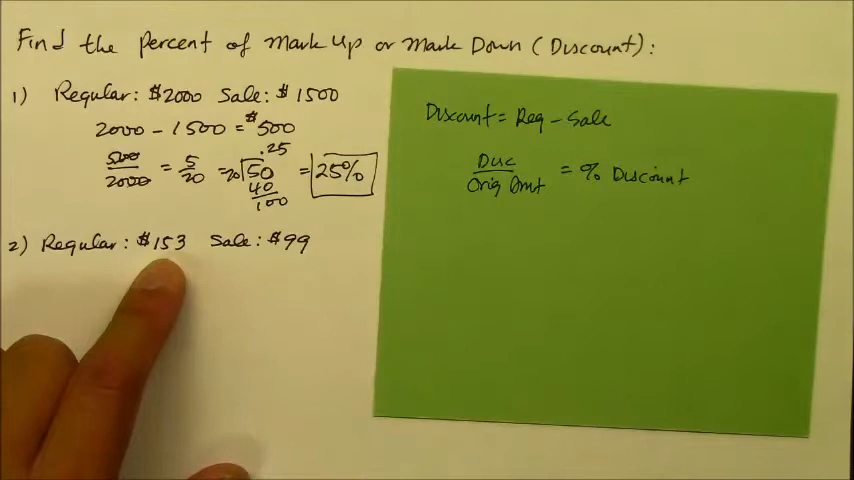 Find the Percent of Mark Up or Mark Down (Discount):
1) Regular: $2000 Sale: $1500
2000 - 1500 = $500
500/2000 = 5/20 = 20)50 .25 = 25%
40
100
2) Regular: $153 Sale: $99
Discount = Reg - Sale
Disc/Orig Amt = % Discount